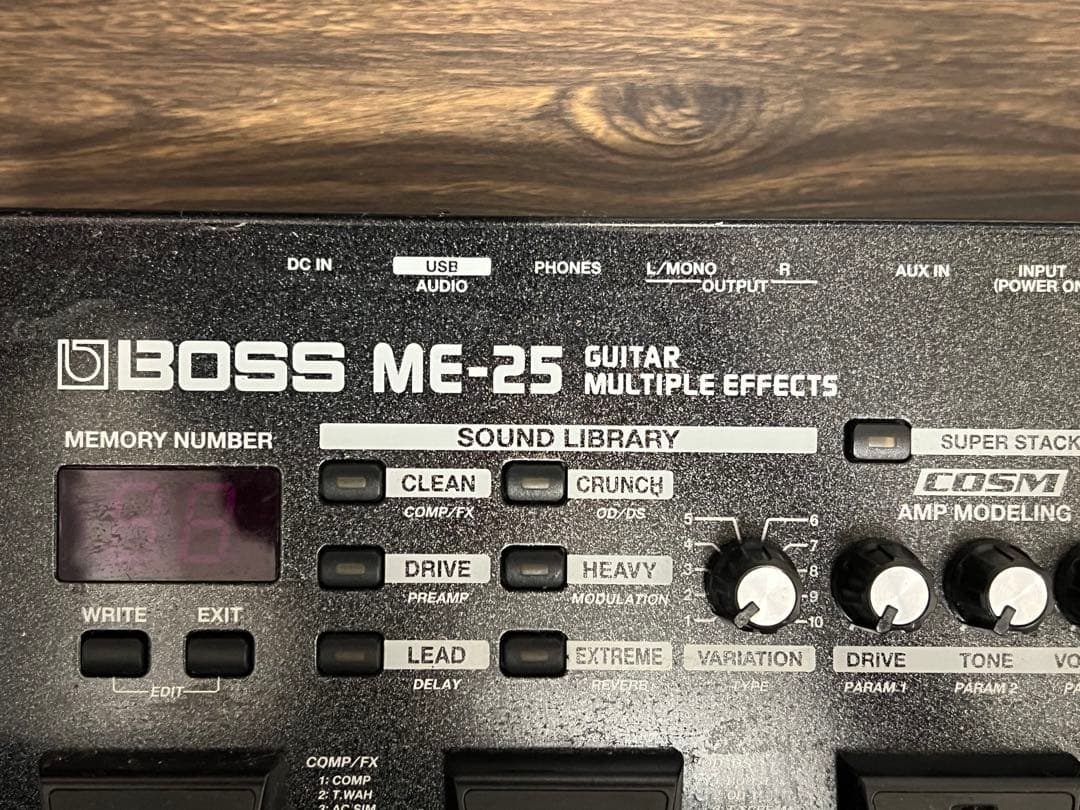 DC IN
USB
AUDIO
PHONES
L/MONO R
OUTPUT
AUX IN
INPUT
(POWER ON
BOSS ME-25 GUITAR
MULTIPLE EFFECTS
MEMORY NUMBER
SOUND LIBRARY
SUPER STACK
CLEAN
COMP/FX
CRUNCH
OD/DS
COSM
AMP MODELING
DRIVE
PREAMP
HEAVY
MODULATION
5 6
4 7
3 8
2 9
1 10
WRITE EXIT
EDIT
LEAD
DELAY
EXTREME
REVERB
VARIATION
TYPE
DRIVE
PARAM 1
TONE
PARAM 2
COMP/FX
1: COMP
2: T.WAH
3: AC SIM